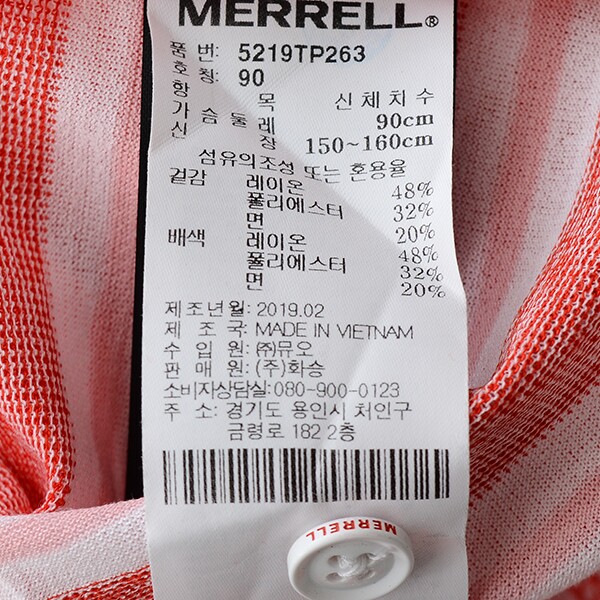 MERRELL®
품 번: 5219TP263
호 칭: 90
항 목 신체치수
가 슴 둘 레 90cm
신 장 150~160cm
섬유의조성 또는 혼용율
겉감 레이온 48%
폴리에스터 32%
면 20%
배색 레이온 48%
폴리에스터 32%
면 20%
제조년월: 2019.02
제 조 국: MADE IN VIETNAM
수 입 원: ㈜뮤오
판 매 원: (주)화승
소비자상담실: 080-900-0123
주 소: 경기도 용인시 처인구
금령로 182 2층
MERRELL